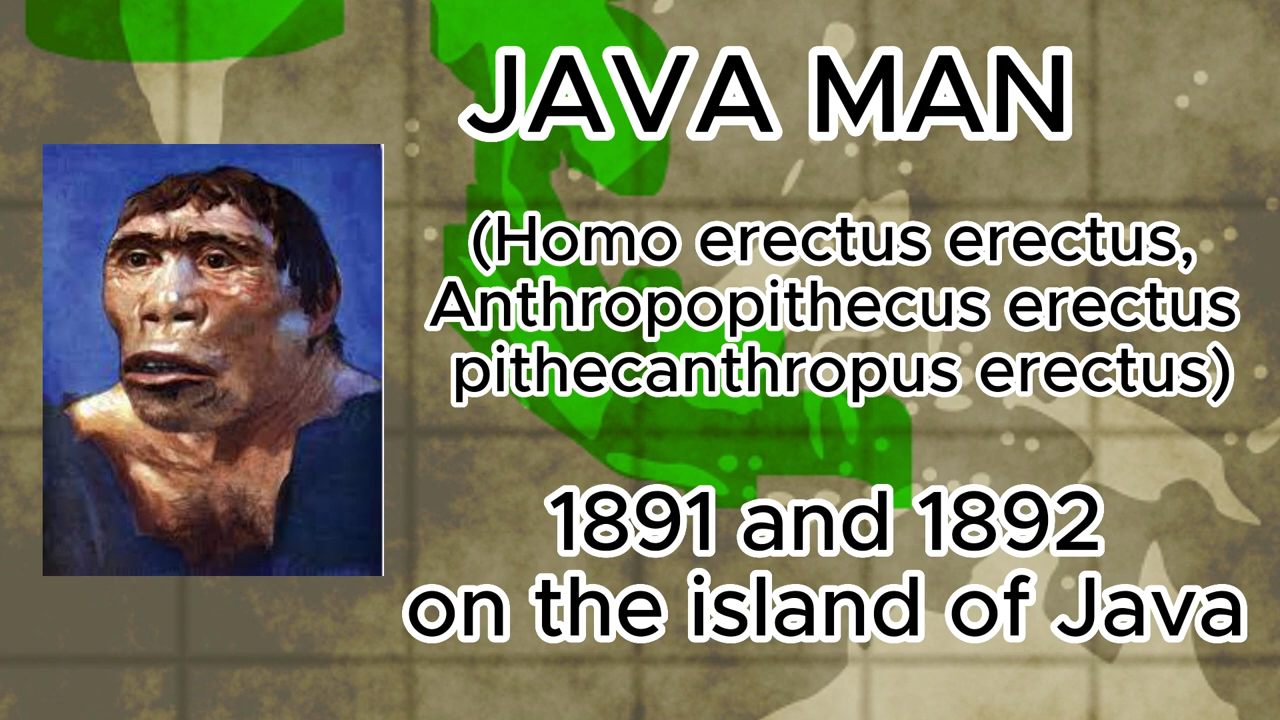 JAVA MAN
(Homo erectus erectus,
Anthropopithecus erectus
pithecanthropus erectus)
1891 and 1892
on the island of Java